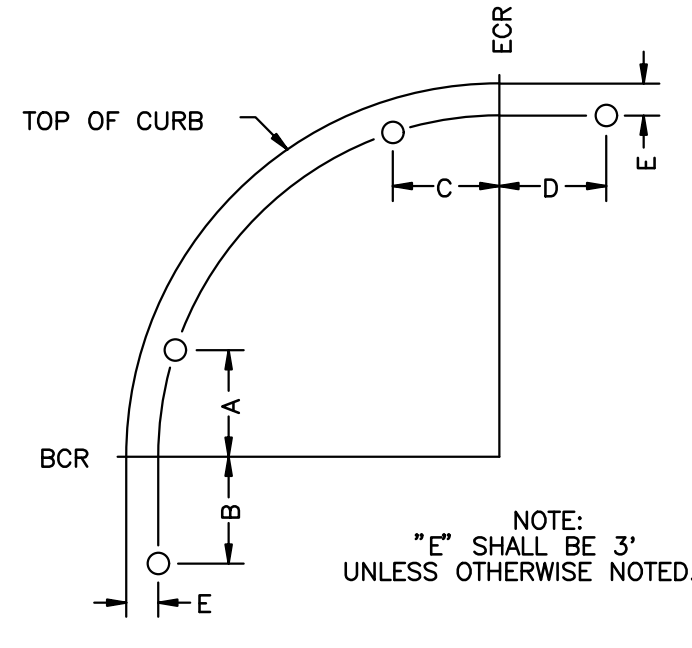 ECR
TOP OF CURB
E
C
D
A
BCR
B
NOTE:
"E" SHALL BE 3'
UNLESS OTHERWISE NOTED.
E